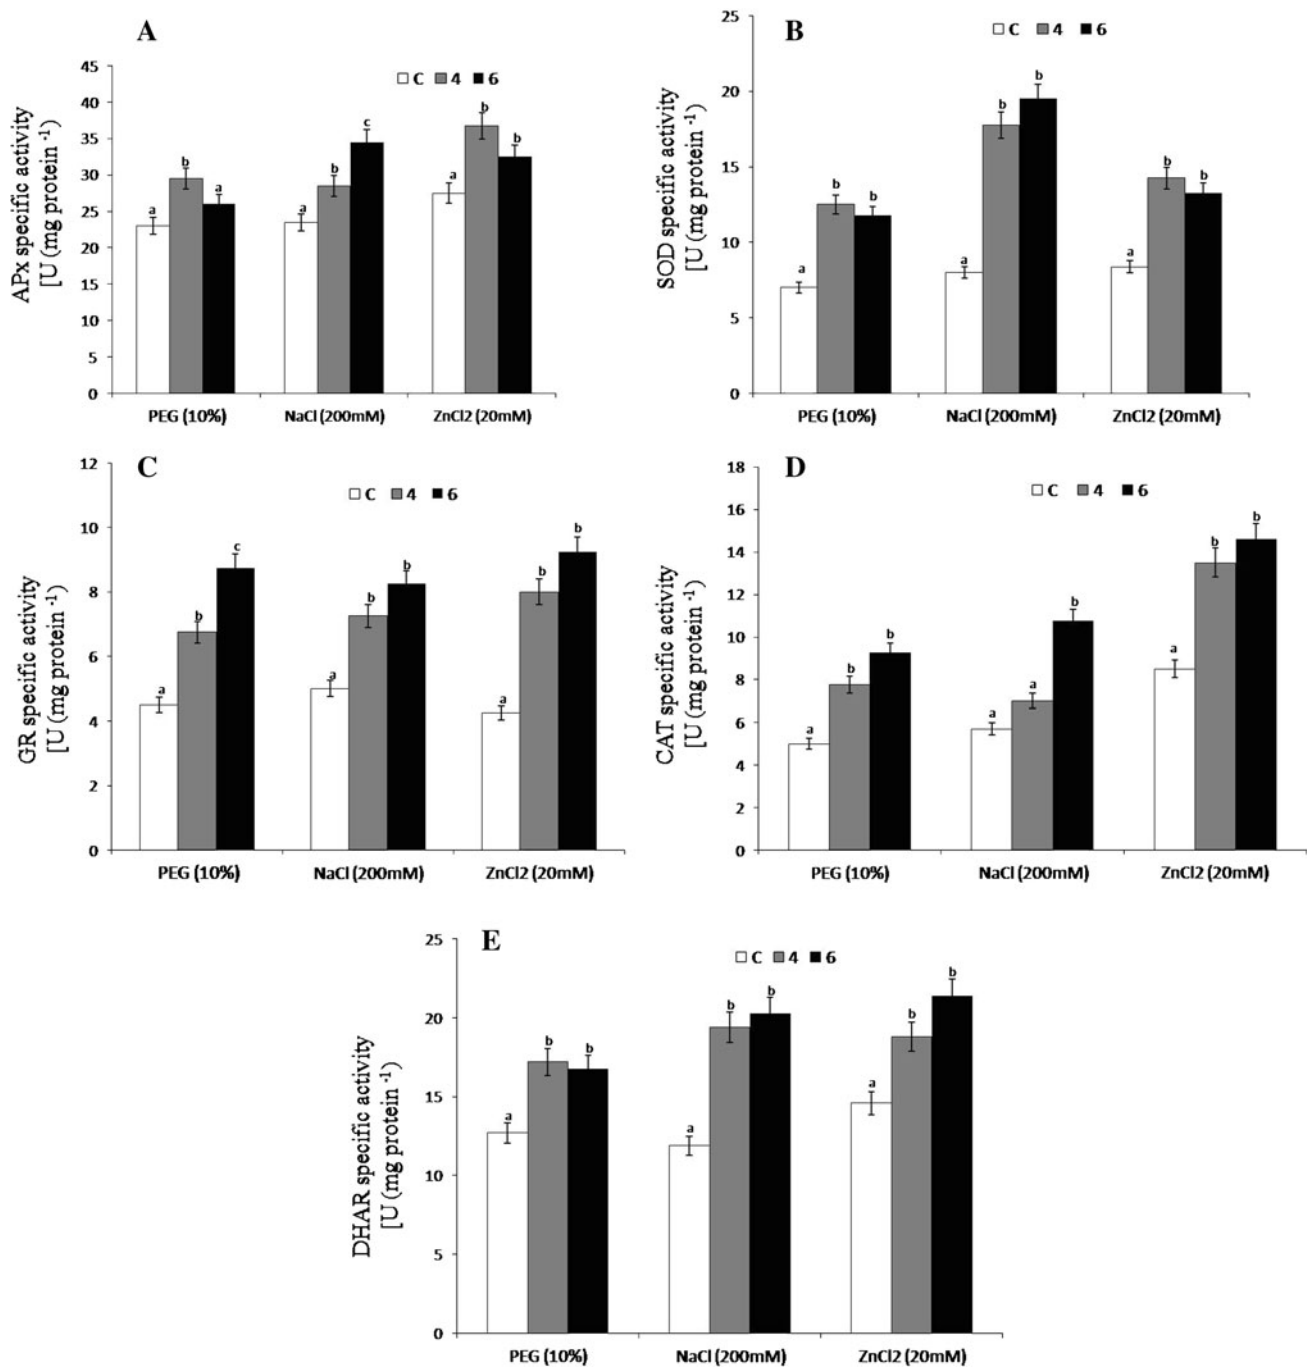 A
C 4 6
APx specific activity
[U (mg protein -1)
45
40
35
30
25
20
15
10
5
0
a b a
a b c
a b b
PEG (10%) NaCl (200mM) ZnCl2 (20mM)
B
C 4 6
SOD specific activity
[U (mg protein -1)
25
20
15
10
5
0
a b b
a b b
a b b
PEG (10%) NaCl (200mM) ZnCl2 (20mM)
C
C 4 6
GR specific activity
[U (mg protein -1)
12
10
8
6
4
2
0
a b c
a b b
a b b
PEG (10%) NaCl (200mM) ZnCl2 (20mM)
D
C 4 6
CAT specific activity
[U (mg protein -1)
18
16
14
12
10
8
6
4
2
0
a b b
a a b
a b b
PEG (10%) NaCl (200mM) ZnCl2 (20mM)
E
C 4 6
DHAR specific activity
[U (mg protein -1)
25
20
15
10
5
0
a b b
a b b
a b b
PEG (10%) NaCl (200mM) ZnCl2 (20mM)